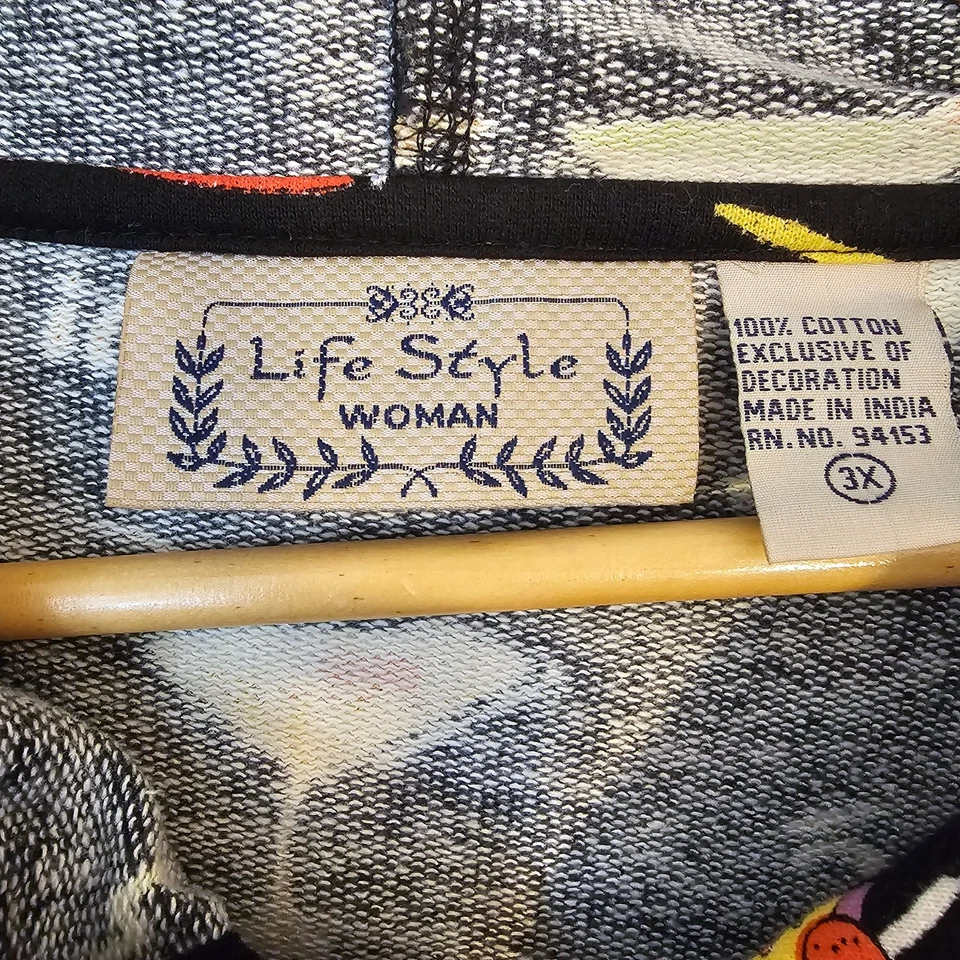 Life Style
WOMAN
100% COTTON
EXCLUSIVE OF
DECORATION
MADE IN INDIA
RN. NO. 94153
3X